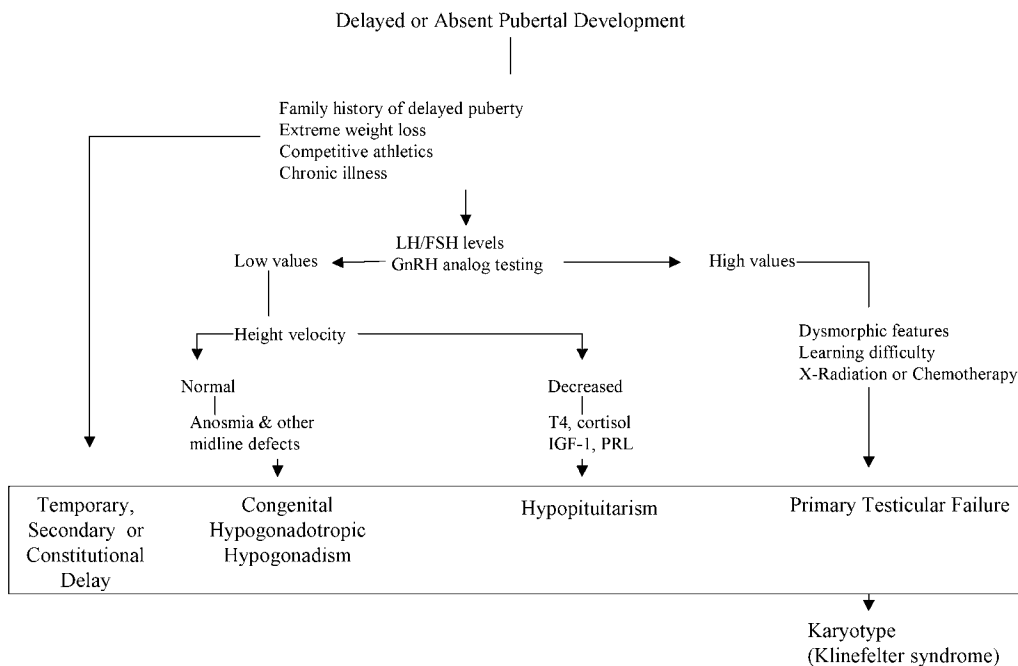 Delayed or Absent Pubertal Development
Family history of delayed puberty
Extreme weight loss
Competitive athletics
Chronic illness
LH/FSH levels
GnRH analog testing
Low values
High values
Height velocity
Dysmorphic features
Learning difficulty
X-Radiation or Chemotherapy
Normal
Decreased
Anosmia & other
midline defects
T4, cortisol
IGF-1, PRL
Temporary,
Secondary or
Constitutional
Delay
Congenital
Hypogonadotropic
Hypogonadism
Hypopituitarism
Primary Testicular Failure
Karyotype
(Klinefelter syndrome)